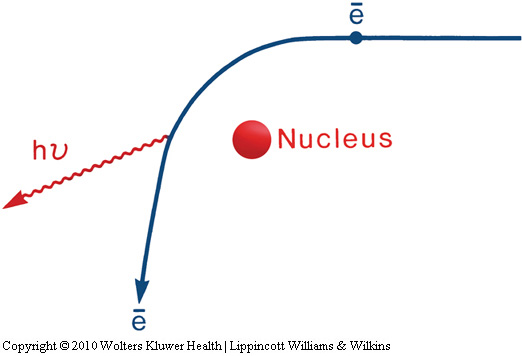 ē
Nucleus
hυ
ē
Copyright © 2010 Wolters Kluwer Health | Lippincott Williams & Wilkins